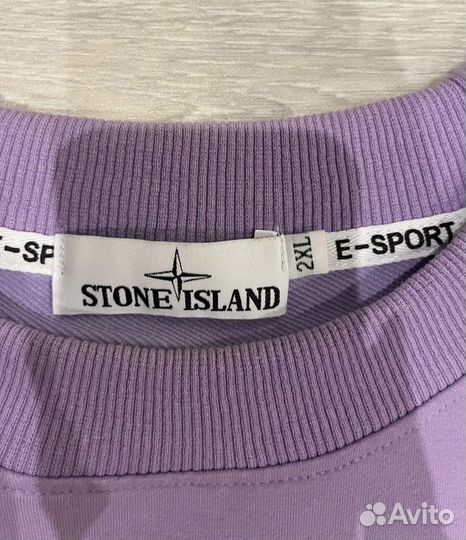 E-SP
STONE ISLAND
2XL
E-SPORT
Avito